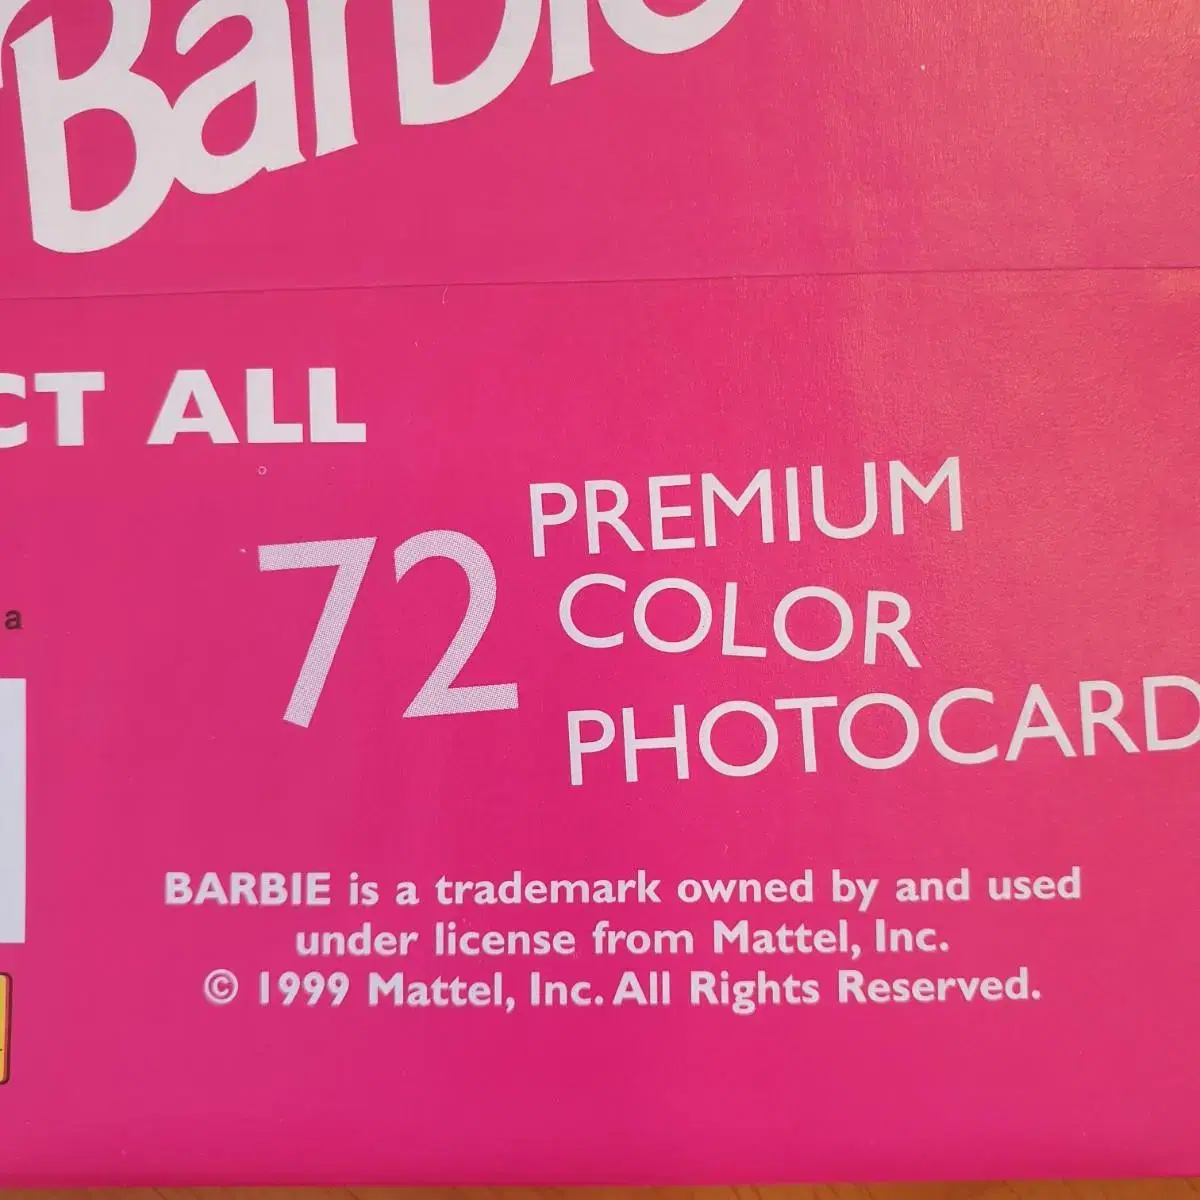 Barbie
CT ALL
72 PREMIUM
COLOR
PHOTOCARD
a
BARBIE is a trademark owned by and used
under license from Mattel, Inc.
© 1999 Mattel, Inc. All Rights Reserved.